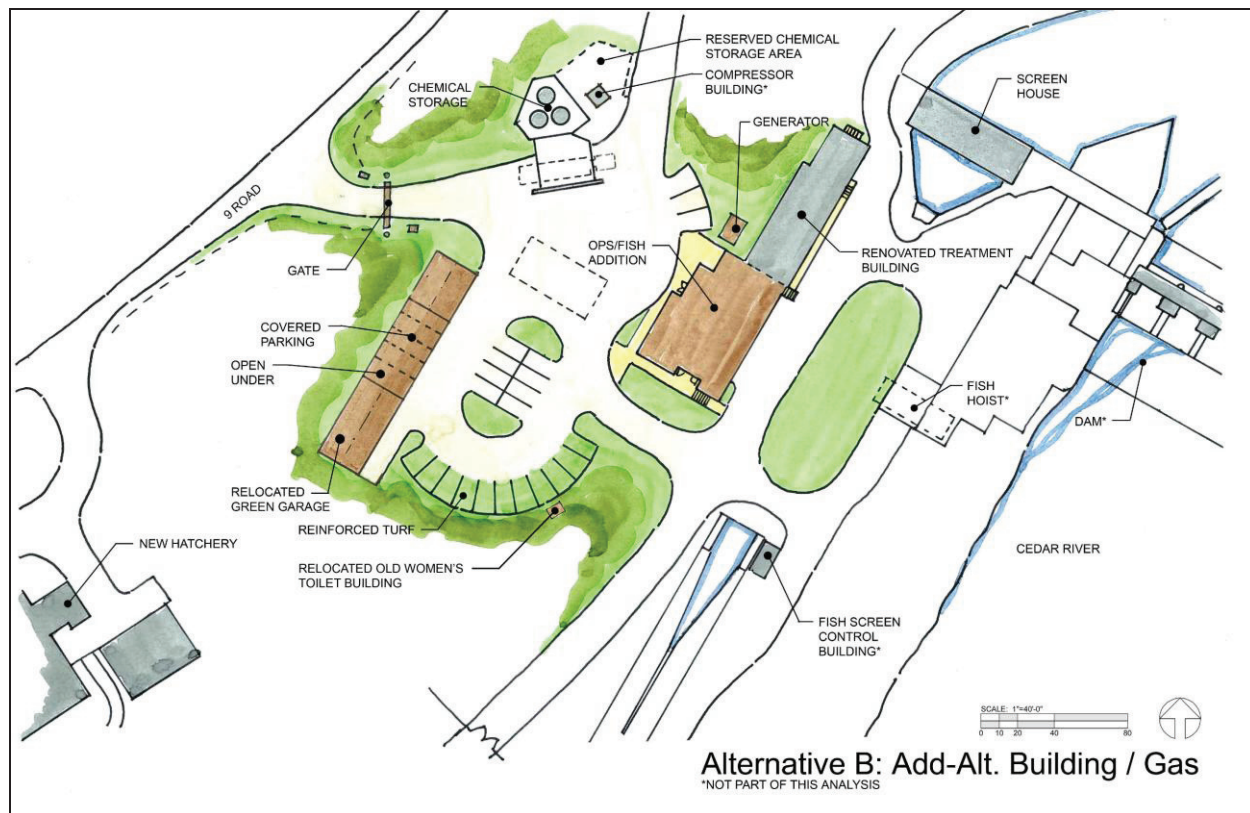 RESERVED CHEMICAL
STORAGE AREA
COMPRESSOR
BUILDING*
CHEMICAL
STORAGE
GENERATOR
SCREEN
HOUSE
9 ROAD
GATE
OPS/FISH
ADDITION
RENOVATED TREATMENT
BUILDING
COVERED
PARKING
OPEN
UNDER
FISH
HOIST*
DAM*
RELOCATED
GREEN GARAGE
REINFORCED TURF
RELOCATED OLD WOMEN'S
TOILET BUILDING
NEW HATCHERY
CEDAR RIVER
FISH SCREEN
CONTROL
BUILDING*
SCALE: 1"=40'-0"
0 10 20 40 80
Alternative B: Add-Alt. Building / Gas
*NOT PART OF THIS ANALYSIS